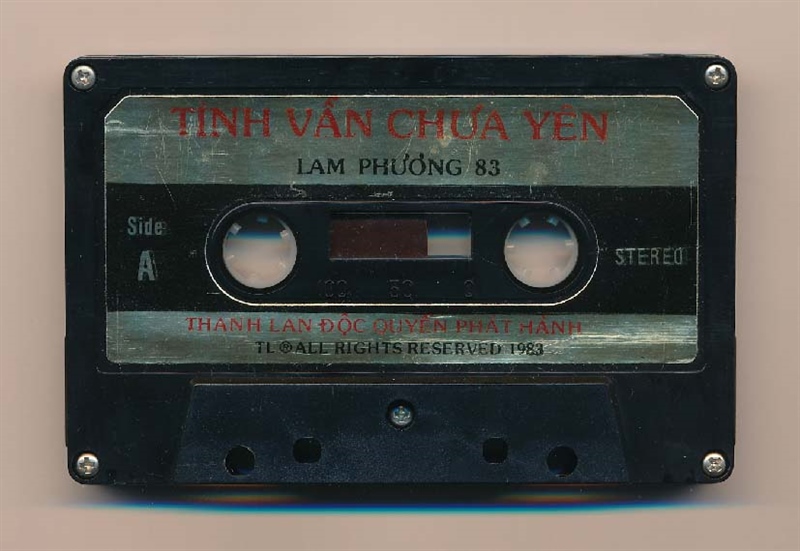 TÌNH VẪN CHƯA YÊN
LAM PHƯƠNG 83
Side
A
STEREO
100 50 0
THANH LAN ĐỘC QUYỀN PHÁT HÀNH
TL ® ALL RIGHTS RESERVED 1983